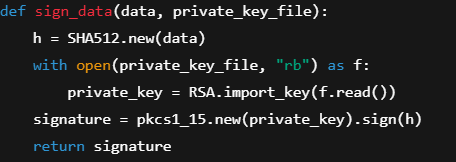 def sign_data(data, private_key_file):
    h = SHA512.new(data)
    with open(private_key_file, "rb") as f:
        private_key = RSA.import_key(f.read())
    signature = pkcs1_15.new(private_key).sign(h)
    return signature